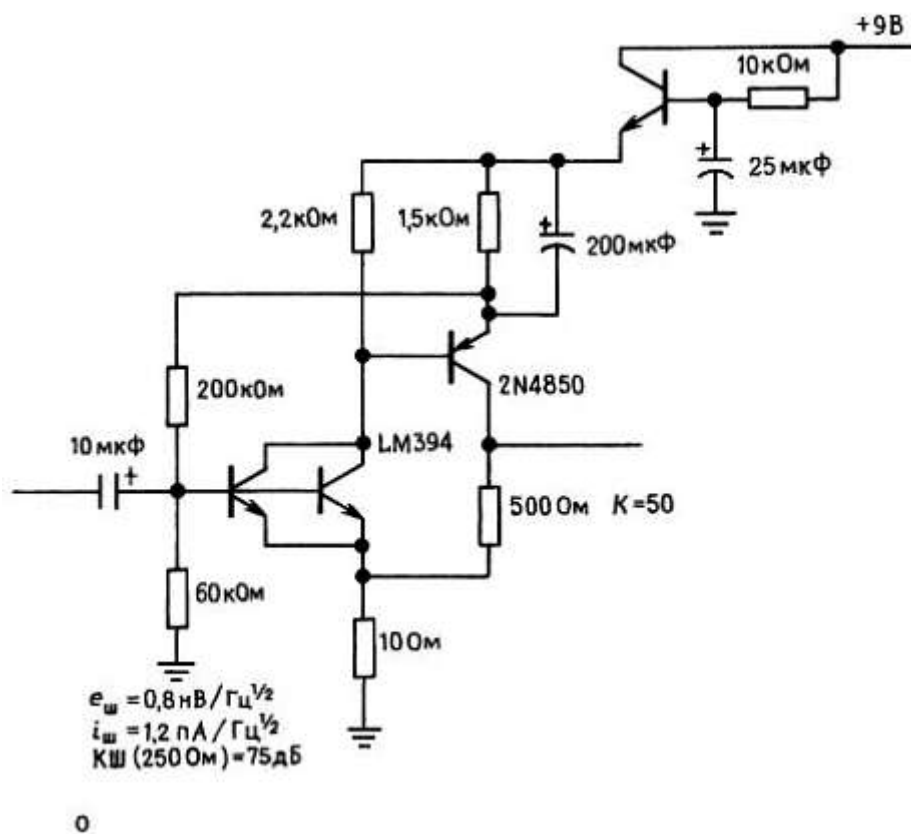 +9В
10кОм
25мкФ
2,2кОм
1,5кОм
200мкФ
200кОм
2N4850
10мкФ
LM394
500Ом K=50
60кОм
10Ом
eш =0,8нВ/Гц1/2
iш =1,2пА/Гц1/2
КШ (250Ом)=75дБ
о